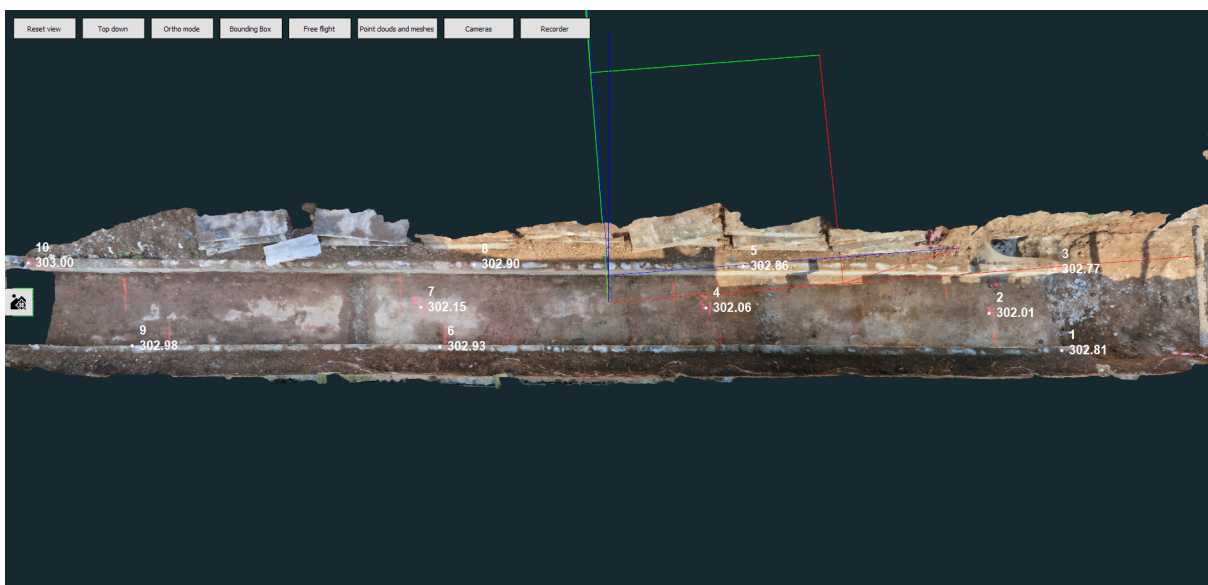 Reset view
Top down
Ortho mode
Bounding Box
Free flight
Point clouds and meshes
Cameras
Recorder
10
303.00
8
302.90
5
302.86
3
302.77
7
302.15
4
302.06
2
302.01
9
302.98
6
302.93
1
302.81